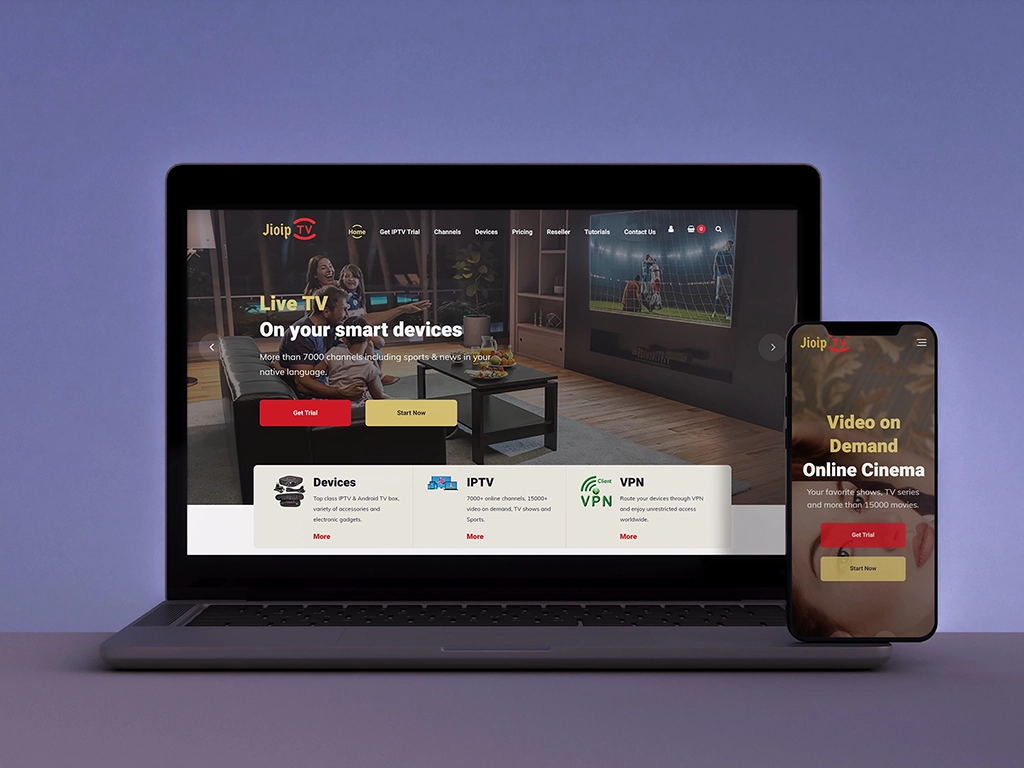 Jioip TV
Home Get IPTV Trial Channels Devices Pricing Reseller Tutorials Contact Us 0
Live TV
On your smart devices
More than 7000 channels including sports & news in your
native language.
Get Trial Start Now
Devices
Top class IPTV & Android TV box,
variety of accessories and
electronic gadgets.
More
IPTV
7000+ online channels, 15000+
video on demand, TV shows and
Sports.
More
Client
VPN
VPN
Route your devices through VPN
and enjoy unrestricted access
worldwide.
More
Jioip TV
Video on
Demand
Online Cinema
Your favorite shows, TV series
and more than 15000 movies.
Get Trial
Start Now